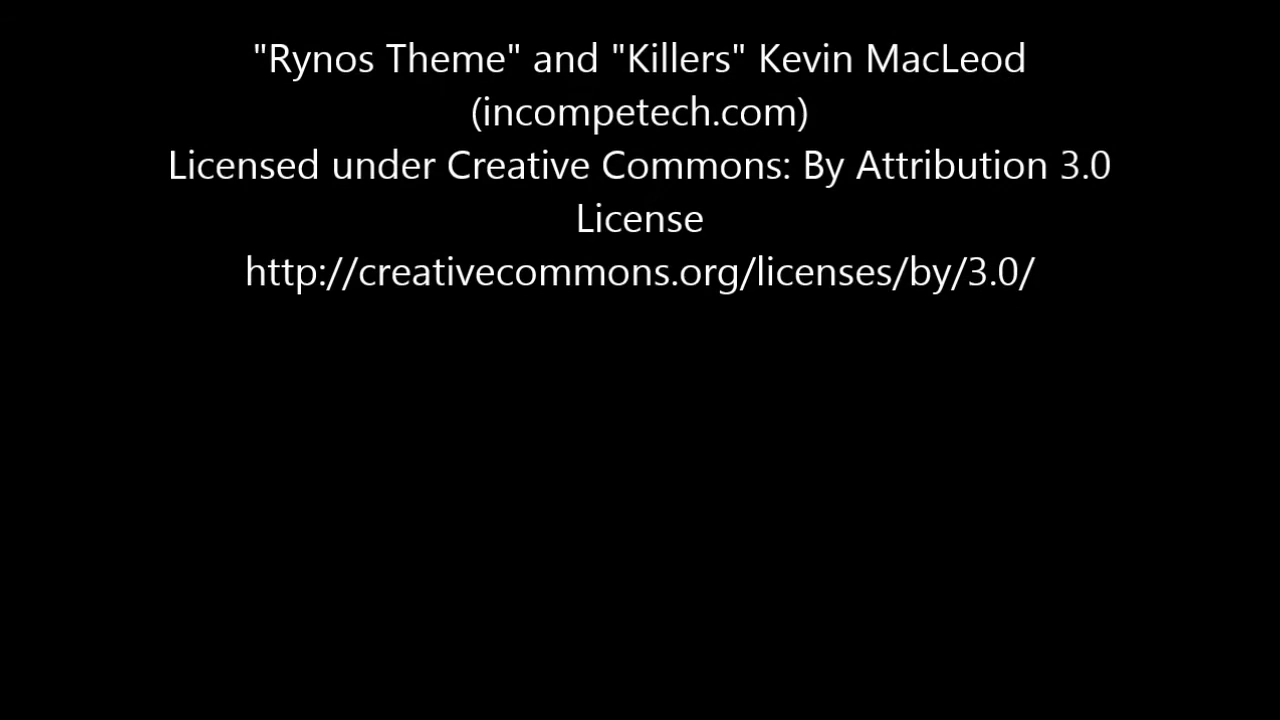 "Rynos Theme" and "Killers" Kevin MacLeod
(incompetech.com)
Licensed under Creative Commons: By Attribution 3.0
License
http://creativecommons.org/licenses/by/3.0/